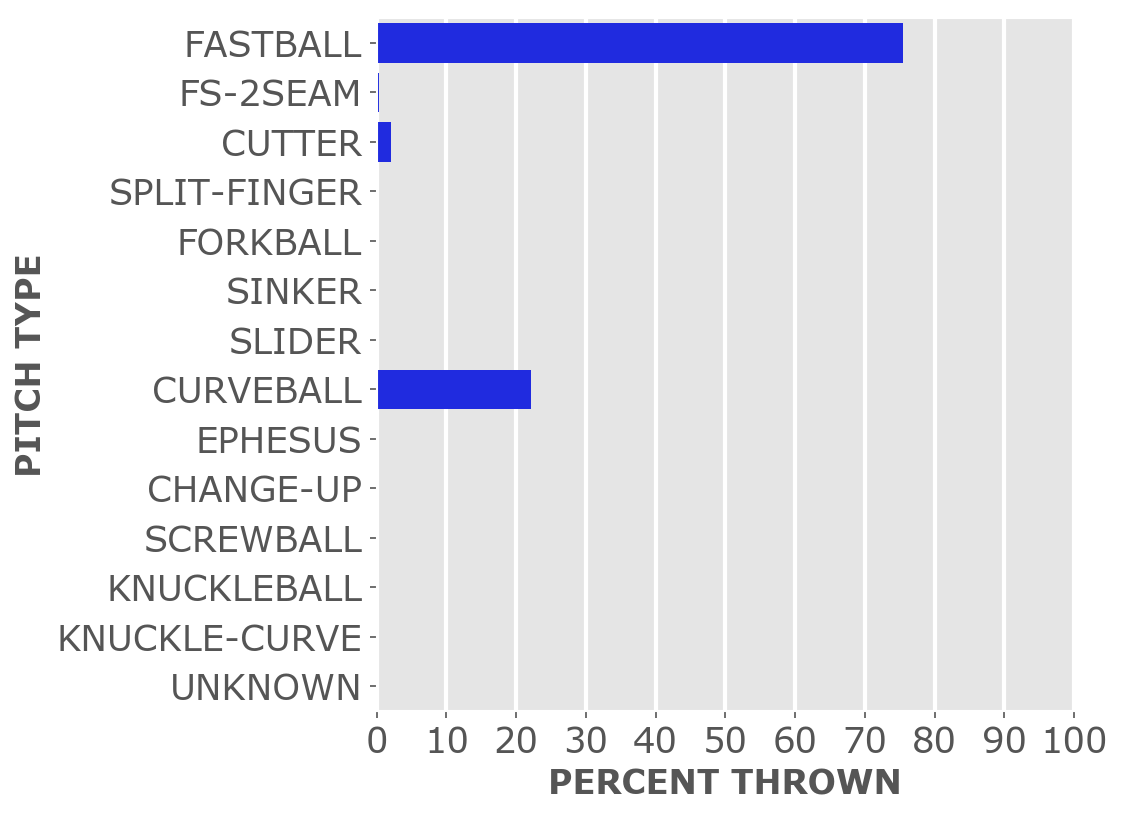 FASTBALL
FS-2SEAM
CUTTER
SPLIT-FINGER
FORKBALL
SINKER
SLIDER
CURVEBALL
EPHESUS
CHANGE-UP
SCREWBALL
KNUCKLEBALL
KNUCKLE-CURVE
UNKNOWN
PITCH TYPE
0 10 20 30 40 50 60 70 80 90 100
PERCENT THROWN